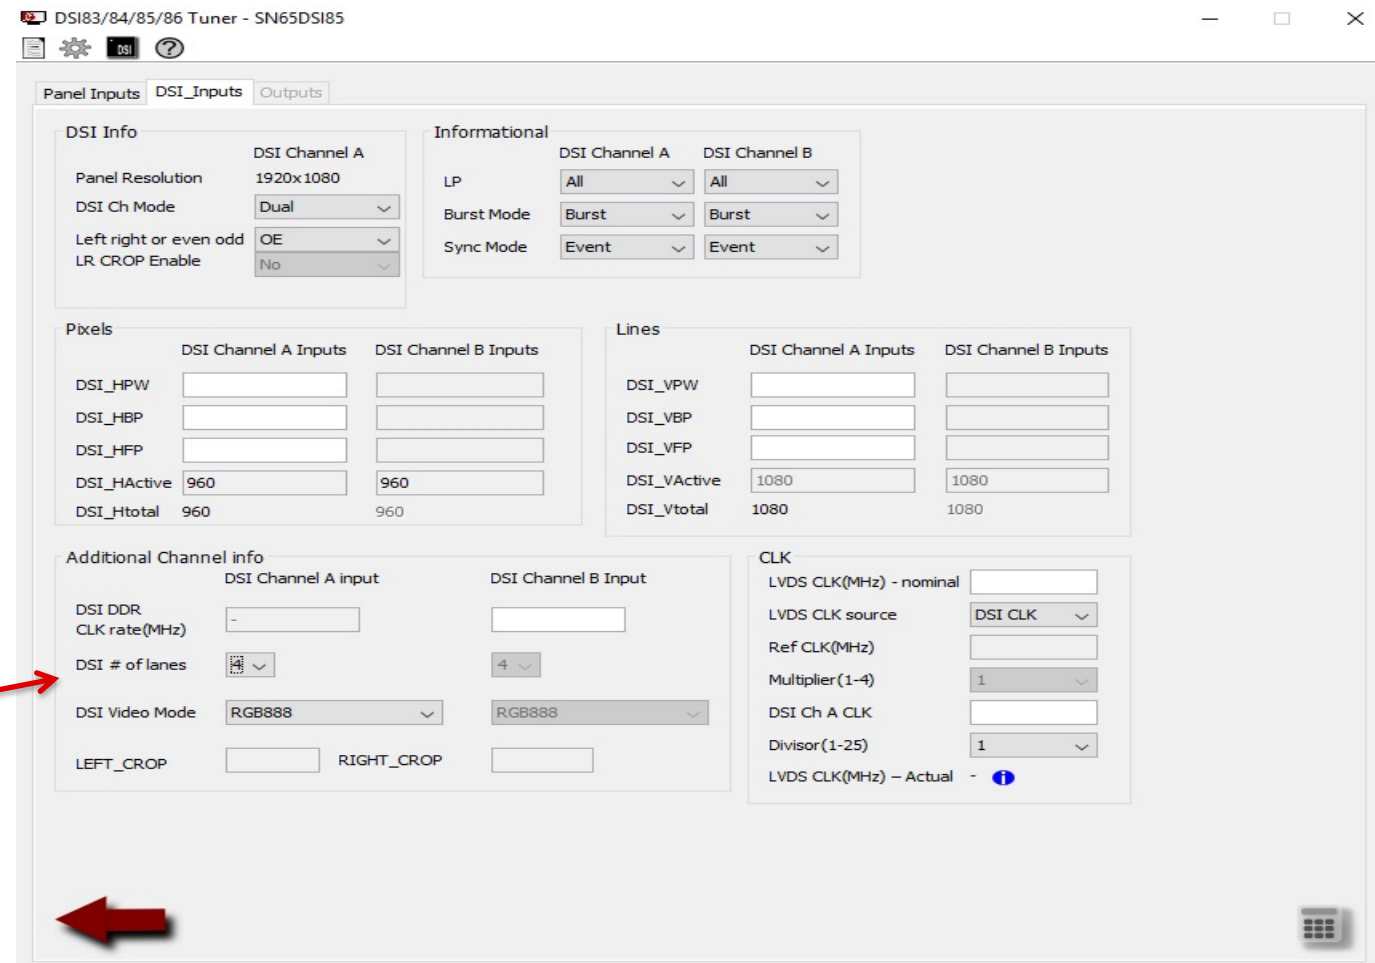 DSI83/84/85/86 Tuner - SN65DSI85
DSI
?
Panel Inputs DSI_Inputs Outputs
DSI Info
DSI Channel A
Panel Resolution 1920x1080
DSI Ch Mode Dual
Left right or even odd OE
LR CROP Enable No
Informational
DSI Channel A DSI Channel B
LP All All
Burst Mode Burst Burst
Sync Mode Event Event
Pixels
DSI Channel A Inputs DSI Channel B Inputs
DSI_HPW
DSI_HBP
DSI_HFP
DSI_HActive 960 960
DSI_Htotal 960 960
Lines
DSI Channel A Inputs DSI Channel B Inputs
DSI_VPW
DSI_VBP
DSI_VFP
DSI_VActive 1080 1080
DSI_Vtotal 1080 1080
Additional Channel info
DSI Channel A input DSI Channel B Input
DSI DDR
CLK rate(MHz) -
DSI # of lanes 4 4
DSI Video Mode RGB888 RGB888
LEFT_CROP RIGHT_CROP
CLK
LVDS CLK(MHz) - nominal
LVDS CLK source DSI CLK
Ref CLK(MHz)
Multiplier(1-4) 1
DSI Ch A CLK
Divisor(1-25) 1
LVDS CLK(MHz) – Actual - i